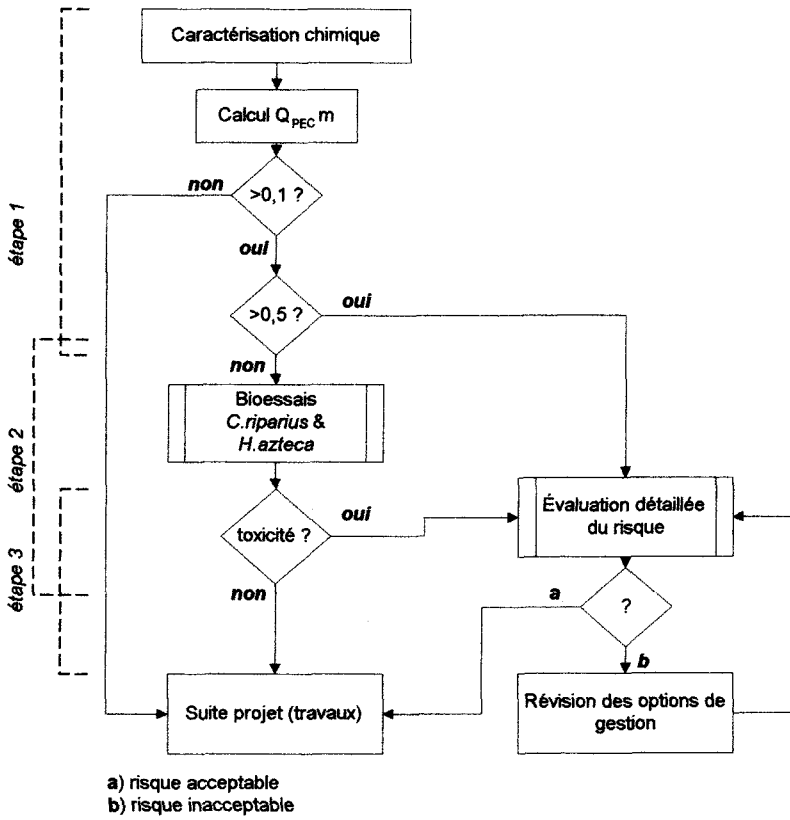 Caractérisation chimique
Calcul Q PEC m
non
>0,1 ?
oui
étape 1
>0,5 ?
oui
non
Bioessais
C.riparius &
H.azteca
étape 2
toxicité ?
oui
Évaluation détaillée
du risque
non
étape 3
a
?
b
Suite projet (travaux)
Révision des options de
gestion
a) risque acceptable
b) risque inacceptable